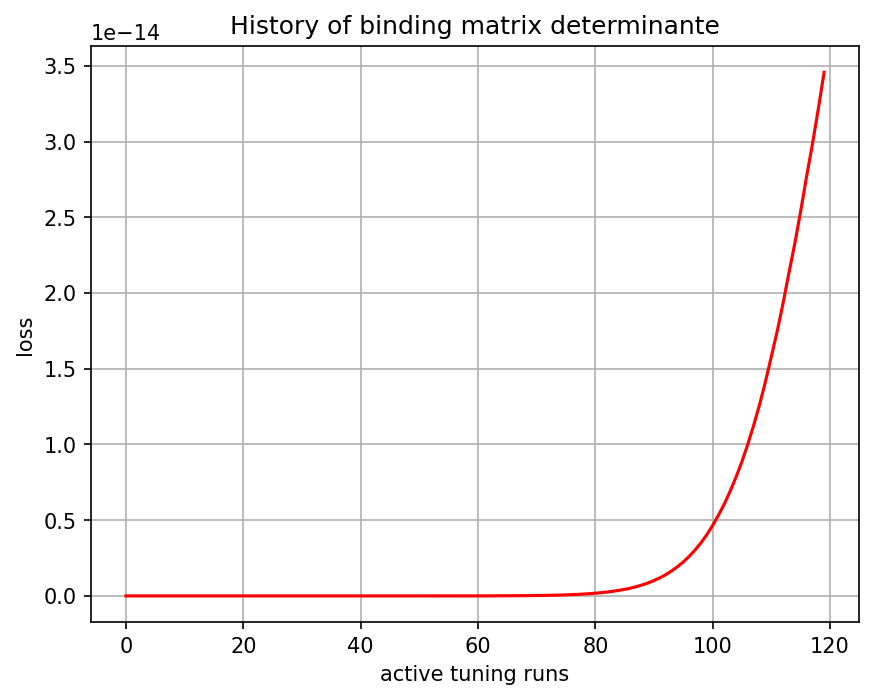 History of binding matrix determinante
1e−14
3.5
3.0
2.5
2.0
1.5
1.0
0.5
0.0
loss
0 20 40 60 80 100 120
active tuning runs